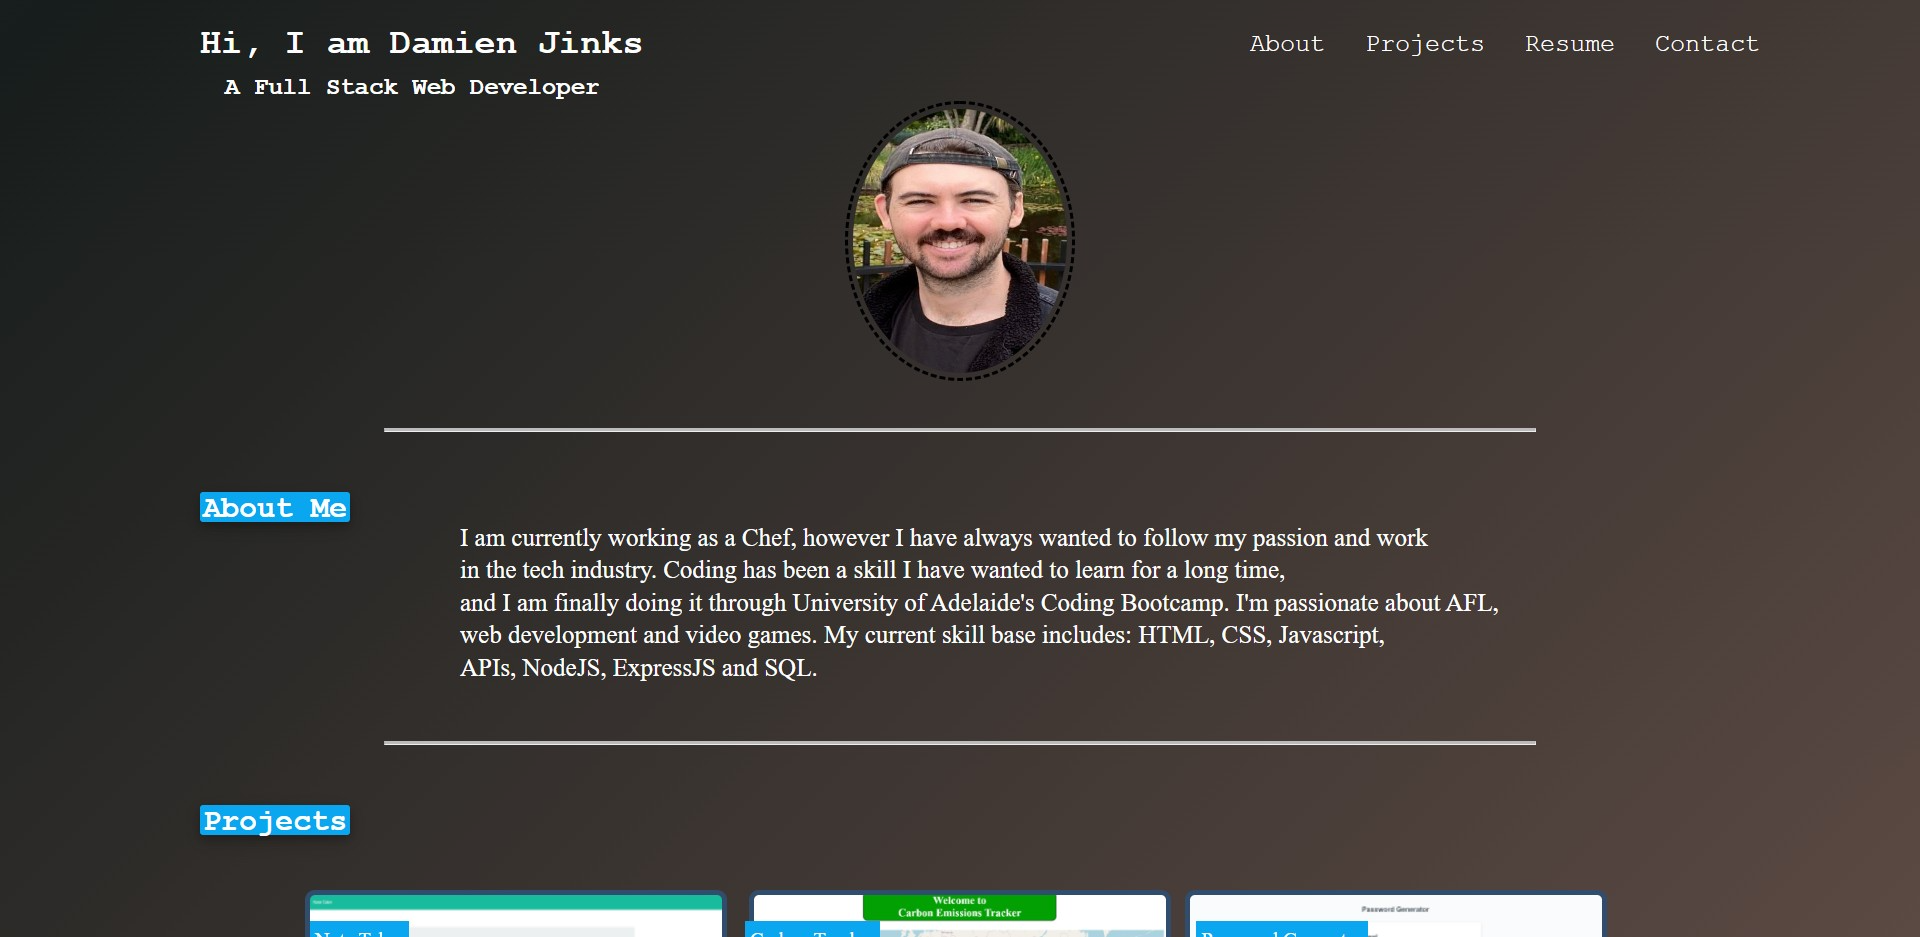 Hi, I am Damien Jinks
About Projects Resume Contact
A Full Stack Web Developer
About Me
I am currently working as a Chef, however I have always wanted to follow my passion and work
in the tech industry. Coding has been a skill I have wanted to learn for a long time,
and I am finally doing it through University of Adelaide's Coding Bootcamp. I'm passionate about AFL,
web development and video games. My current skill base includes: HTML, CSS, Javascript,
APIs, NodeJS, ExpressJS and SQL.
Projects
Welcome to
Carbon Emissions Tracker
Password Generator